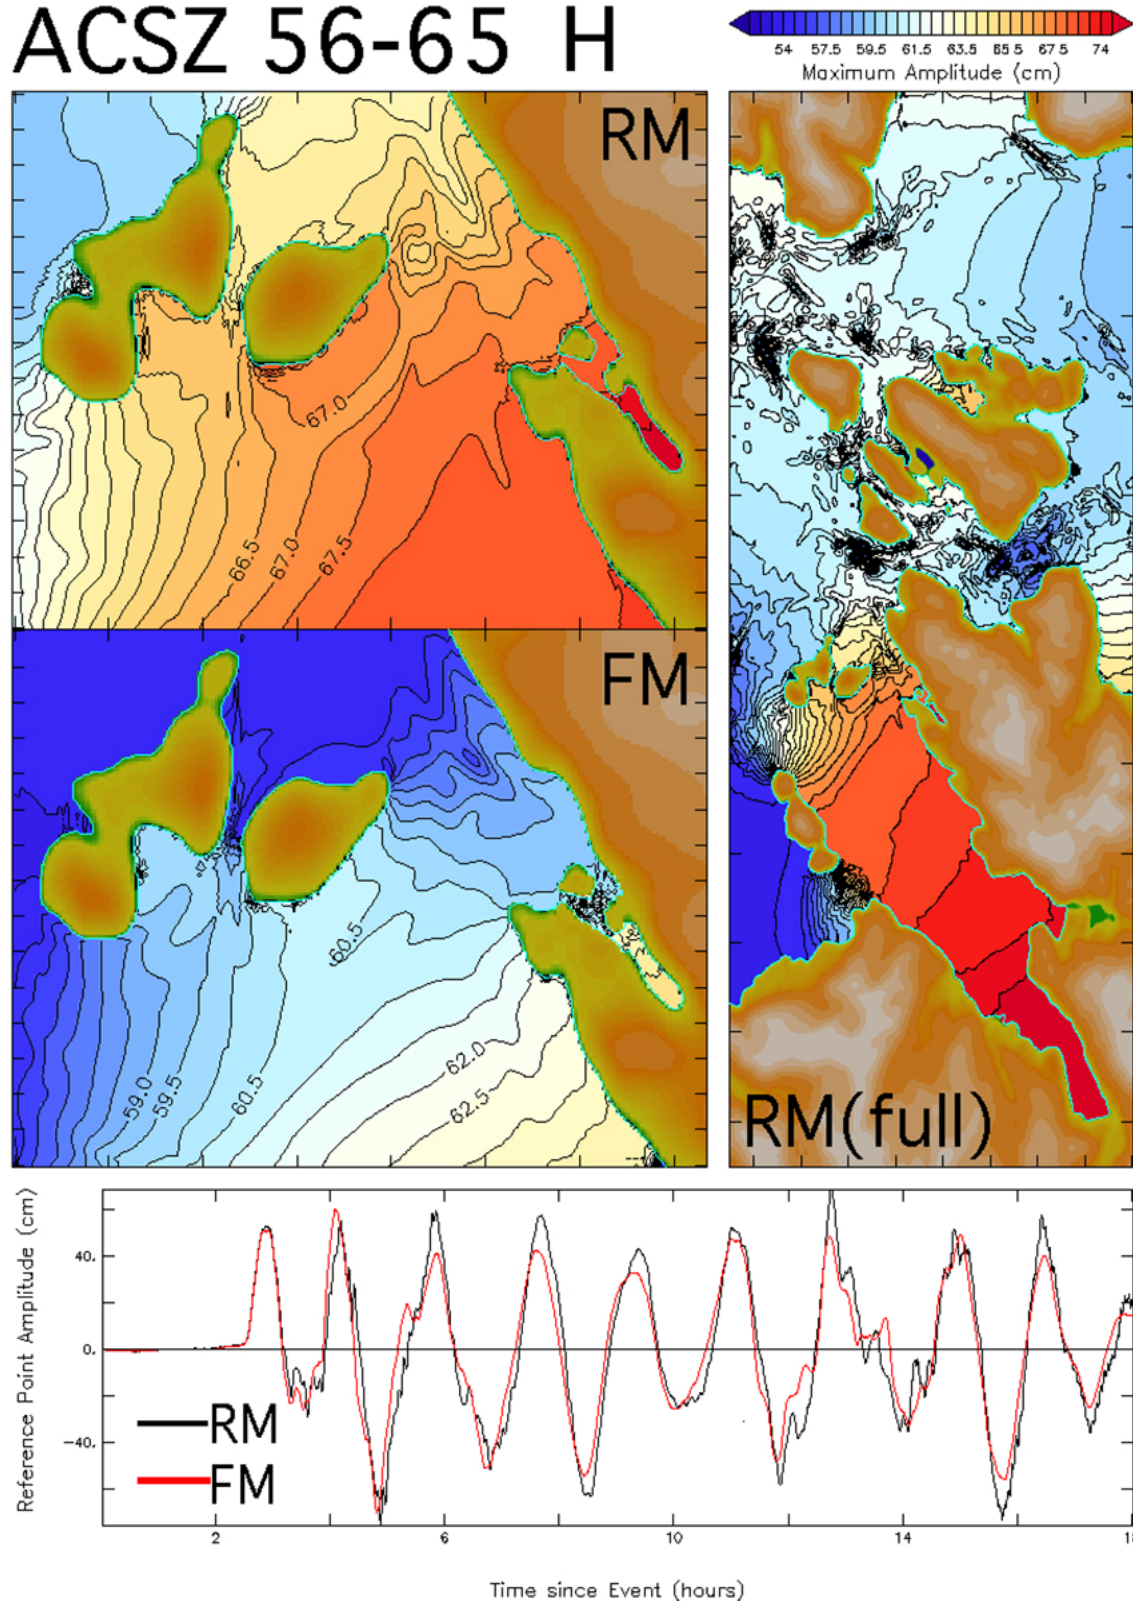 ACSZ 56-65 H
54 57.5 59.5 61.5 63.5 65 5 67.5 74
Maximum Amplitude (cm)
RM
67.0
66.5
67.0
67.5
FM
60.5
59.0
59.5
60.5
62.0
62.5
RM(full)
Reference Point Amplitude (cm)
40.
0.
-40.
RM
FM
2 6 10 14 18
Time since Event (hours)